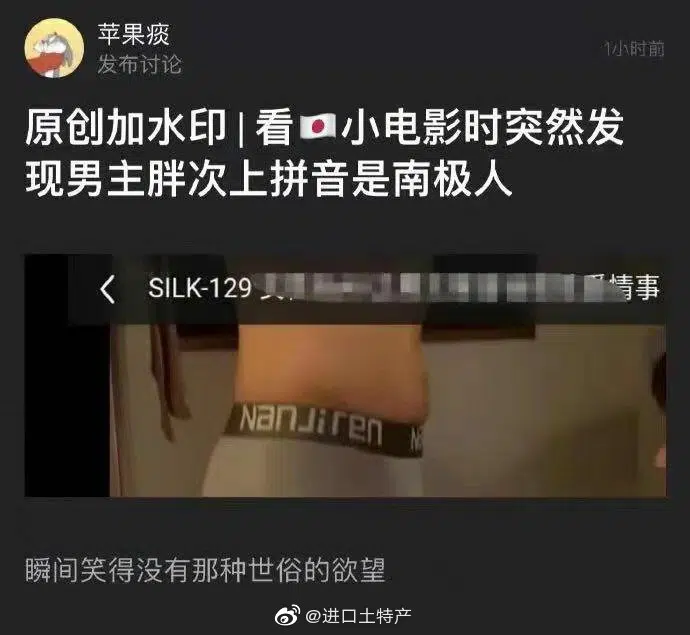 苹果痰
发布讨论
1小时前
原创加水印 | 看🇯🇵小电影时突然发
现男主胖次上拼音是南极人
SILK-129 情事
NanJiren N
瞬间笑得没有那种世俗的欲望
@进口土特产